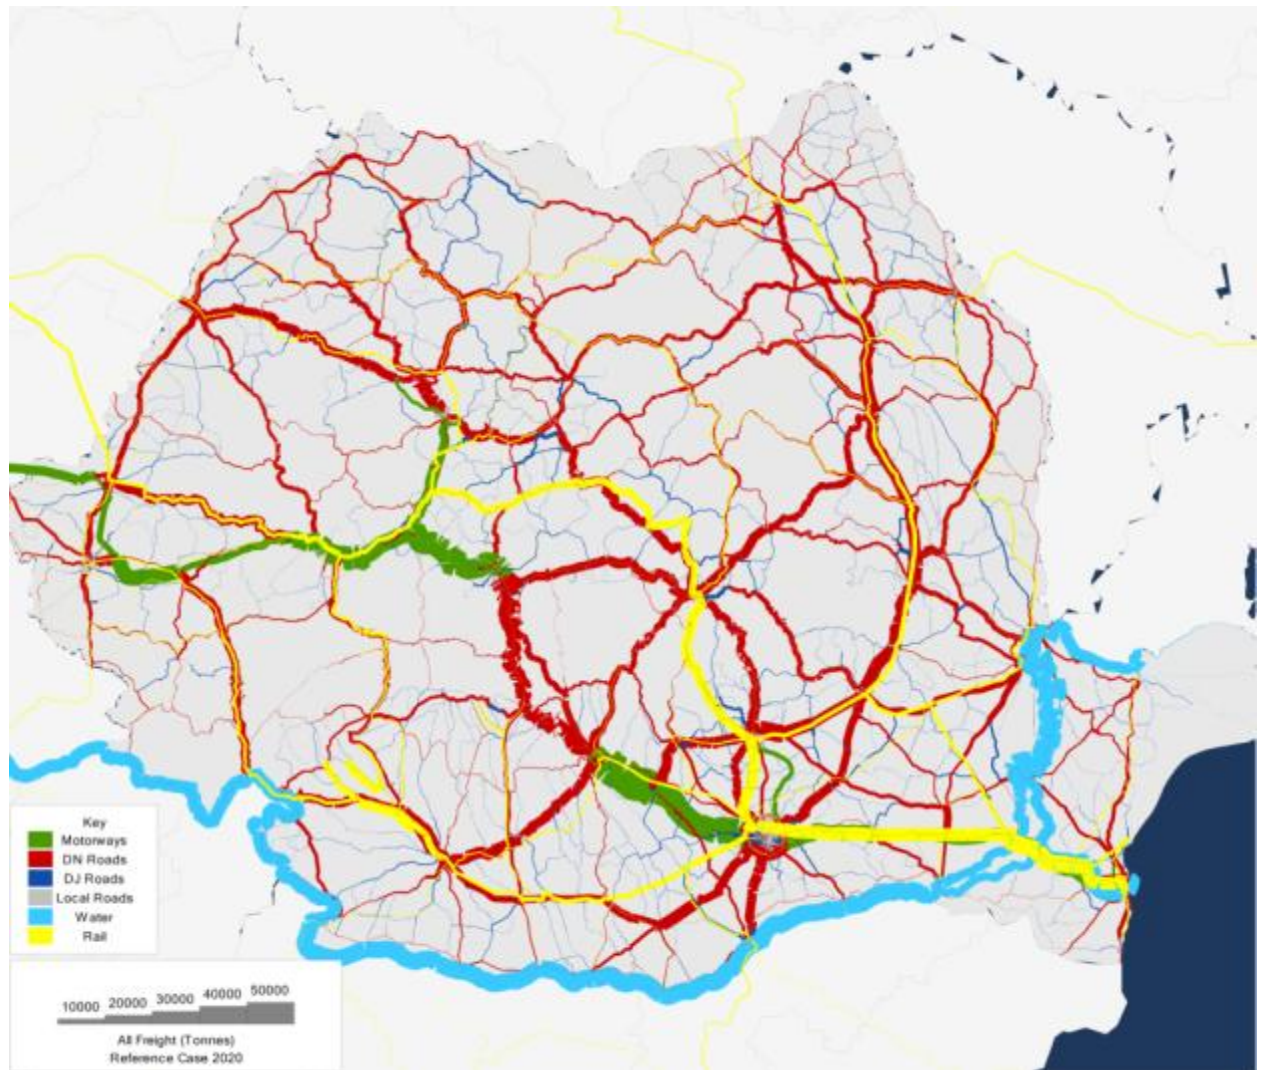 Key
Motorways
DN Roads
DJ Roads
Local Roads
Water
Rail
10000 20000 30000 40000 50000
All Freight (Tonnes)
Reference Case 2020